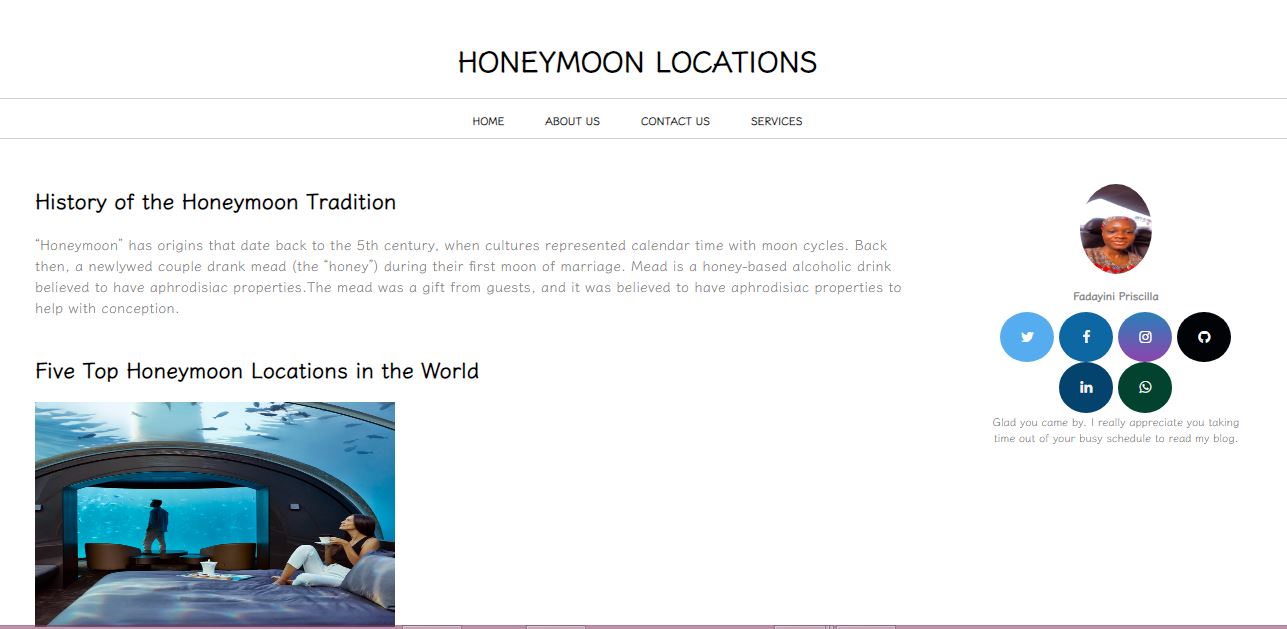 HONEYMOON LOCATIONS
HOME ABOUT US CONTACT US SERVICES
History of the Honeymoon Tradition
“Honeymoon” has origins that date back to the 5th century, when cultures represented calendar time with moon cycles. Back
then, a newlywed couple drank mead (the “honey”) during their first moon of marriage. Mead is a honey-based alcoholic drink
believed to have aphrodisiac properties.The mead was a gift from guests, and it was believed to have aphrodisiac properties to
help with conception.
Five Top Honeymoon Locations in the World
Fadayini Priscilla
Glad you came by. I really appreciate you taking
time out of your busy schedule to read my blog.